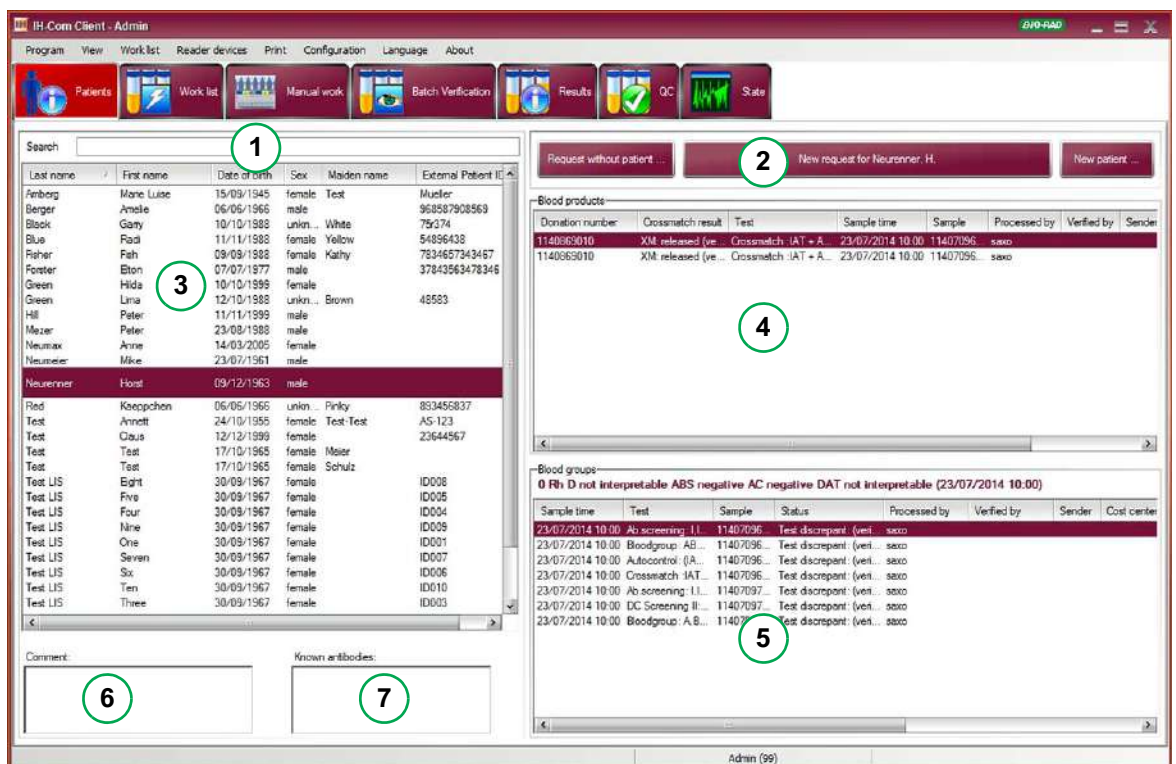 IH-Com Client - Admin BIO-RAD
Program View Work list Reader devices Print Configuration Language About
Patients Work list Manual work Batch Verification Results QC State
Search
1
Last name First name Date of birth Sex Maiden name External Patient ID
Amberg Marie Luise 15/09/1945 female Test Mueller
Berger Amelie 06/06/1966 male 968587908569
Black Garry 10/10/1988 unkn... White 75r374
Blue Radi 11/11/1988 female Yellow 54896438
Fisher Fish 09/09/1988 female Kathy 7834657343467
Forster Elton 07/07/1977 male 37843563478346
Green Hilda 10/10/1999 female
Green Lima 12/10/1988 unkn... Brown 48583
Hill Peter 11/11/1999 male
Mezer Peter 23/08/1988 male
Neumax Anne 14/03/2005 female
Neumeier Mike 23/07/1961 male
Neurenner Horst 09/12/1963 male
Red Kaeppchen 06/06/1966 unkn... Pinky 893456837
Test Annett 24/10/1955 female Test-Test AS-123
Test Claus 12/12/1999 female 23644567
Test Test 17/10/1965 female Meier
Test Test 17/10/1965 female Schulz
Test LIS Eight 30/09/1967 female ID008
Test LIS Five 30/09/1967 female ID005
Test LIS Four 30/09/1967 female ID004
Test LIS Nine 30/09/1967 female ID009
Test LIS One 30/09/1967 female ID001
Test LIS Seven 30/09/1967 female ID007
Test LIS Six 30/09/1967 female ID006
Test LIS Ten 30/09/1967 female ID010
Test LIS Three 30/09/1967 female ID003
3
Comment:
6
Known antibodies:
7
Request without patient ... 2 New request for Neurenner, H. New patient ...
Blood products
Donation number Crossmatch result Test Sample time Sample Processed by Verified by Sender
1140869010 XM: released (ve... Crossmatch :IAT + A... 23/07/2014 10:00 11407096... saxo
1140869010 XM: released (ve... Crossmatch :IAT + A... 23/07/2014 10:00 11407096... saxo
4
Blood groups
0 Rh D not interpretable ABS negative AC negative DAT not interpretable (23/07/2014 10:00)
Sample time Test Sample Status Processed by Verified by Sender Cost center
23/07/2014 10:00 Ab screening: I,I... 11407096... Test discrepant: (veri... saxo
23/07/2014 10:00 Bloodgroup: AB... 11407096... Test discrepant: (veri... saxo
23/07/2014 10:00 Autocontrol: (IA... 11407096... Test discrepant: (veri... saxo
23/07/2014 10:00 Crossmatch :IAT... 11407096... Test discrepant: (veri... saxo
23/07/2014 10:00 Ab screening: I,I... 11407097... Test discrepant: (veri... saxo
23/07/2014 10:00 DC Screening II:... 11407097... Test discrepant: (veri... saxo
23/07/2014 10:00 Bloodgroup: A,B... Test discrepant: (veri... saxo
5
Admin (99)